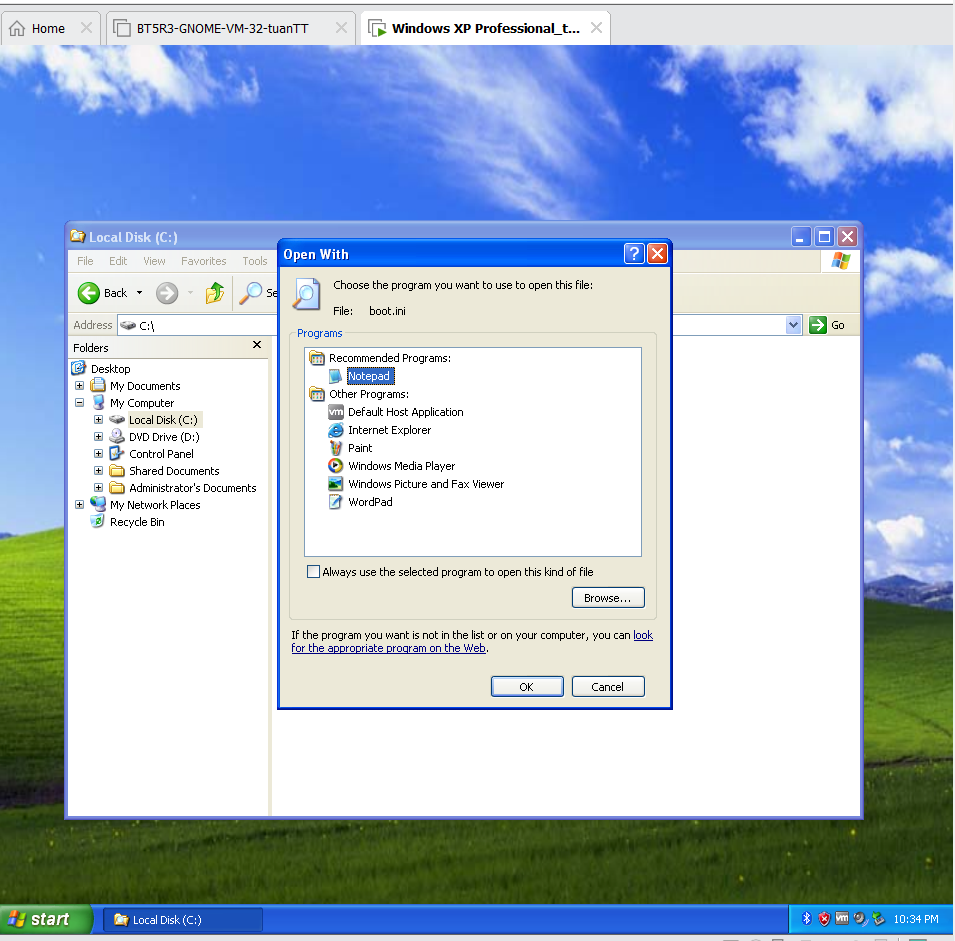 Home
BT5R3-GNOME-VM-32-tuanTT
Windows XP Professional_t...
Local Disk (C:)
File Edit View Favorites Tools
Back
Se
Address C:\
Go
Folders
Desktop
My Documents
My Computer
Local Disk (C:)
DVD Drive (D:)
Control Panel
Shared Documents
Administrator's Documents
My Network Places
Recycle Bin
Open With
Choose the program you want to use to open this file:
File: boot.ini
Programs
Recommended Programs:
Notepad
Other Programs:
vm Default Host Application
Internet Explorer
Paint
Windows Media Player
Windows Picture and Fax Viewer
WordPad
Always use the selected program to open this kind of file
Browse...
If the program you want is not in the list or on your computer, you can look
for the appropriate program on the Web.
OK Cancel
start
Local Disk (C:)
vm
10:34 PM